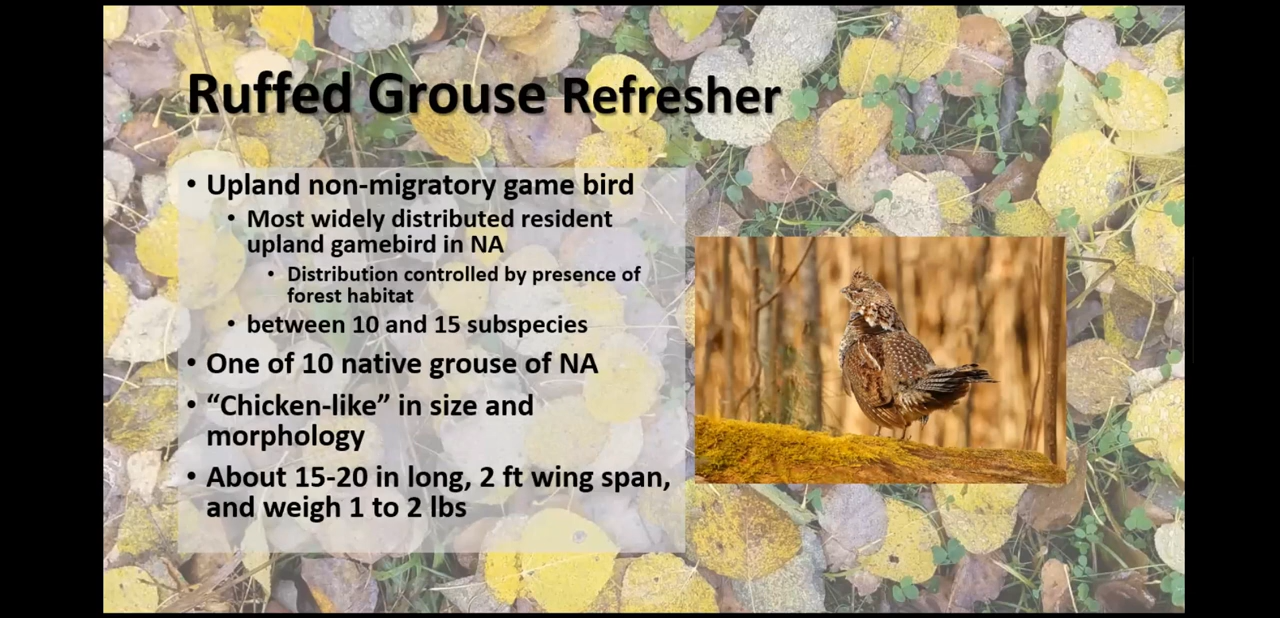 Ruffed Grouse Refresher
• Upland non-migratory game bird
• Most widely distributed resident
upland gamebird in NA
• Distribution controlled by presence of
forest habitat
• between 10 and 15 subspecies
• One of 10 native grouse of NA
• “Chicken-like” in size and
morphology
• About 15-20 in long, 2 ft wing span,
and weigh 1 to 2 lbs